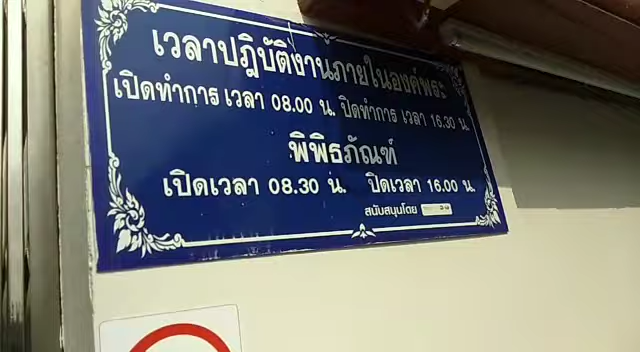 เวลาปฎิบัติงานภายในองค์พระ
เปิดทำการ เวลา 08.00 น. ปิดทำการ เวลา 16.30 น.
พิพิธภัณฑ์
เปิดเวลา 08.30 น. ปิดเวลา 16.00 น.
สนับสนุนโดย